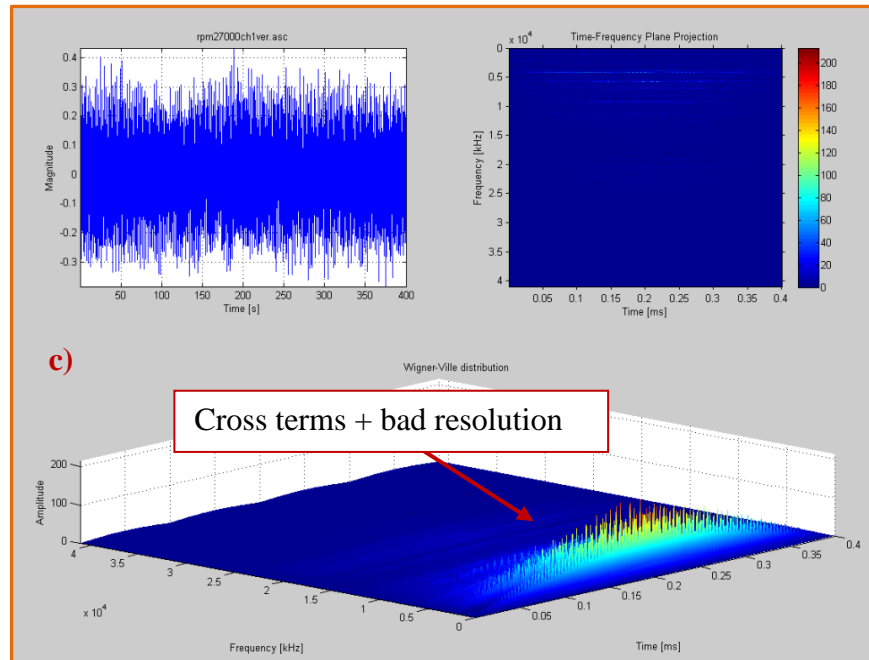 rpm27000ch1ver.asc
0.4
0.3
0.2
0.1
0
-0.1
-0.2
-0.3
Magnitude
50 100 150 200 250 300 350 400
Time [s]
Time-Frequency Plane Projection
x 10⁴
0
0.5
1
1.5
2
2.5
3
3.5
4
Frequency [kHz]
0.05 0.1 0.15 0.2 0.25 0.3 0.35 0.4
Time [ms]
200
180
160
140
120
100
80
60
40
20
0
c)
Wigner-Ville distribution
Cross terms + bad resolution
200
100
0
Amplitude
4 3.5 3 2.5 2 1.5 1 0.5 0
x 10⁴
Frequency [kHz]
0.05 0.1 0.15 0.2 0.25 0.3 0.35 0.4
Time [ms]